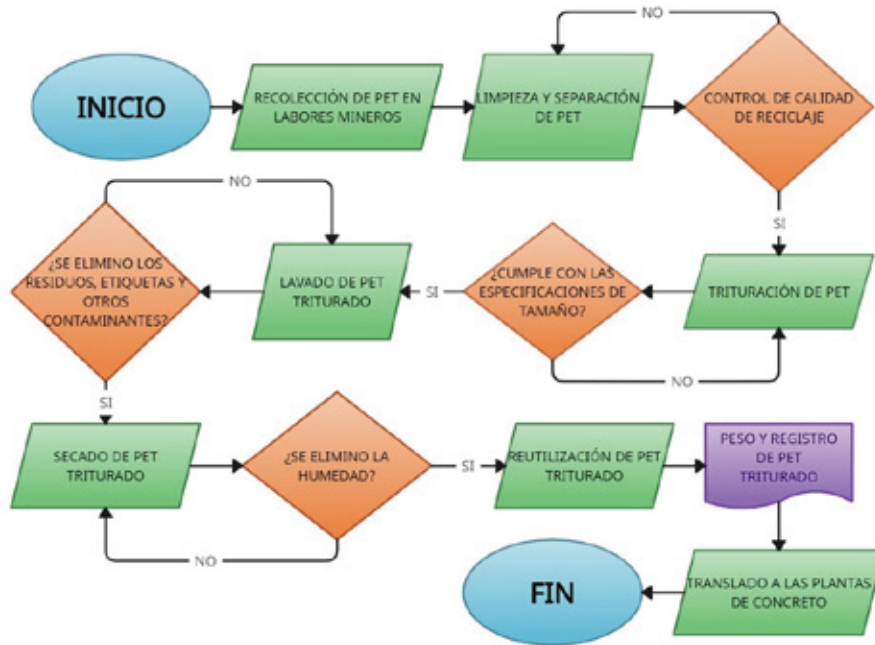 NO
INICIO
RECOLECCIÓN DE PET EN
LABORES MINEROS
LIMPIEZA Y SEPARACIÓN
DE PET
CONTROL DE CALIDAD
DE RECICLAJE
SI
NO
¿SE ELIMINO LOS
RESIDUOS, ETIQUETAS Y
OTROS
CONTAMINANTES?
LAVADO DE PET
TRITURADO
SI
¿CUMPLE CON LAS
ESPECIFICACIONES DE
TAMAÑO?
TRITURACIÓN DE PET
NO
SI
SECADO DE PET
TRITURADO
¿SE ELIMINO LA
HUMEDAD?
SI
REUTILIZACIÓN DE PET
TRITURADO
PESO Y REGISTRO
DE PET
TRITURADO
NO
FIN
TRANSLADO A LAS PLANTAS
DE CONCRETO